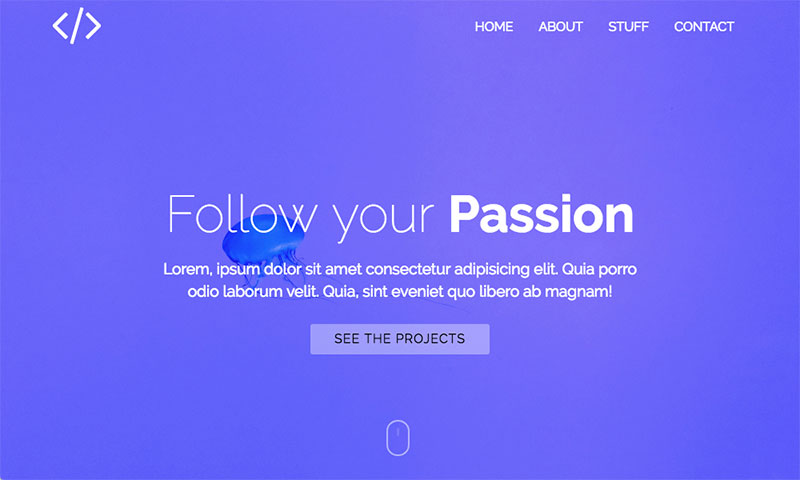 </>
HOME ABOUT STUFF CONTACT
Follow your Passion
Lorem, ipsum dolor sit amet consectetur adipisicing elit. Quia porro
odio laborum velit. Quia, sint eveniet quo libero ab magnam!
SEE THE PROJECTS